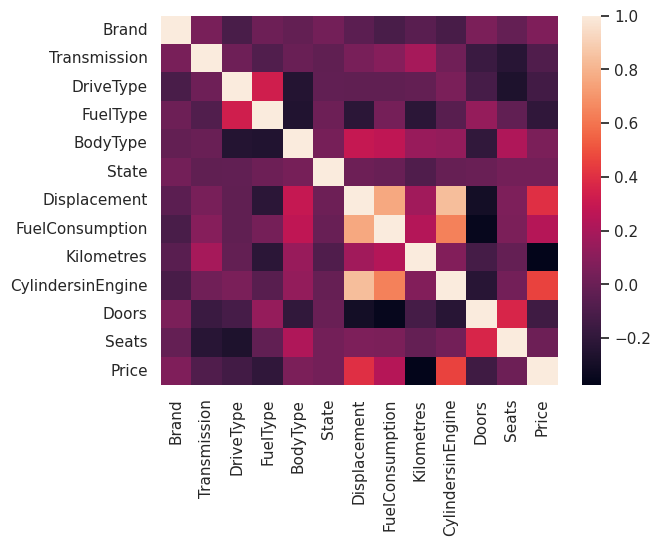 Brand
Transmission
DriveType
FuelType
BodyType
State
Displacement
FuelConsumption
Kilometres
CylindersinEngine
Doors
Seats
Price
Brand
Transmission
DriveType
FuelType
BodyType
State
Displacement
FuelConsumption
Kilometres
CylindersinEngine
Doors
Seats
Price
1.0
0.8
0.6
0.4
0.2
0.0
−0.2